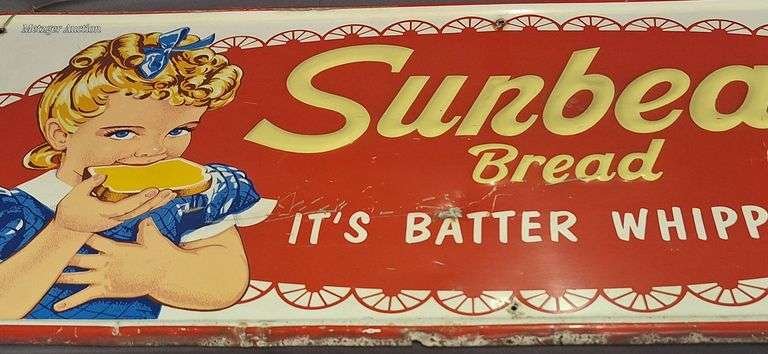 Metzger Auction
Sunbea
Bread
IT'S BATTER WHIPP